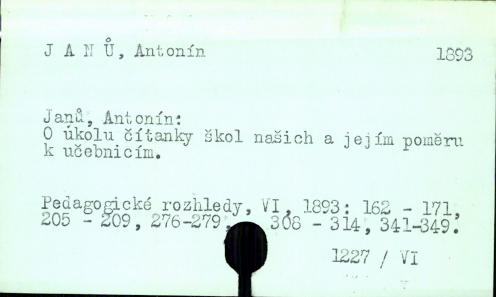 J A N Ů, Antonín 1893
Janů, Antonín:
O úkolu čítanky škol našich a jejím poměru
k učebnicím.
Pedagogické rozhledy, VI, 1893: 162 - 171,
205 - 209, 276-279, 308 - 314, 341-349.
1227 / VI